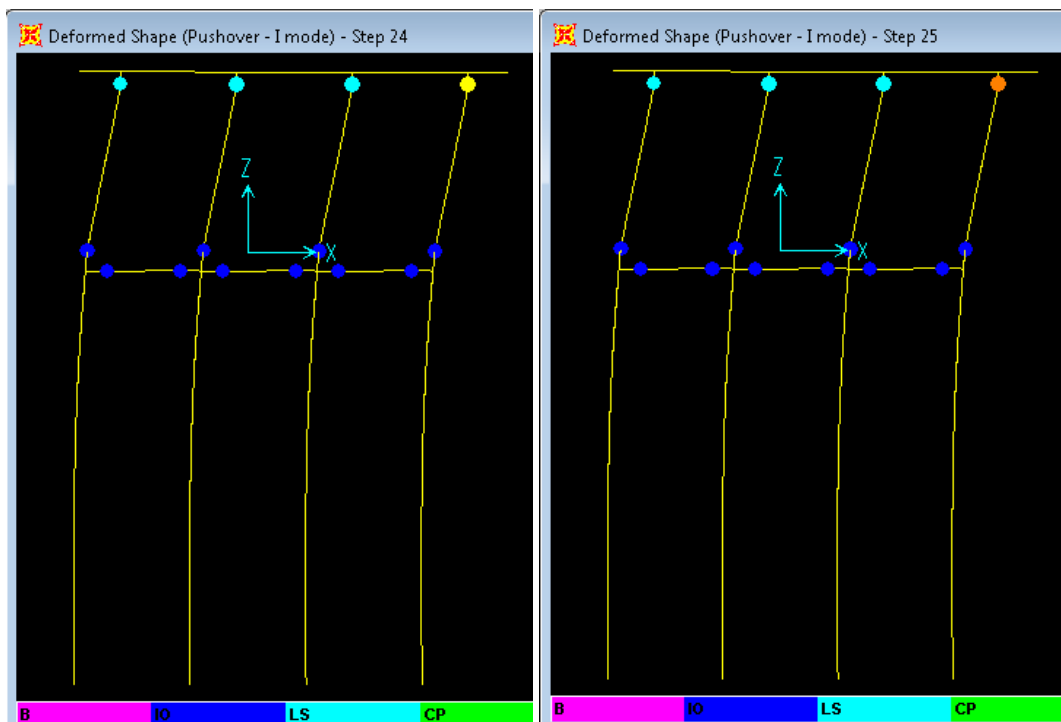 Deformed Shape (Pushover - I mode) - Step 24
Z
X
B IO LS CP
Deformed Shape (Pushover - I mode) - Step 25
Z
X
B IO LS CP